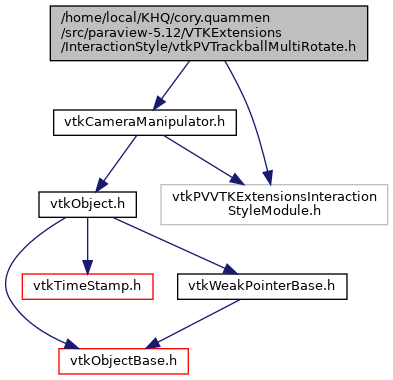 /home/local/KHQ/cory.quammen
/src/paraview-5.12/VTKExtensions
/InteractionStyle/vtkPVTrackballMultiRotate.h
vtkCameraManipulator.h
vtkObject.h
vtkPVVTKExtensionsInteraction
StyleModule.h
vtkTimeStamp.h
vtkWeakPointerBase.h
vtkObjectBase.h